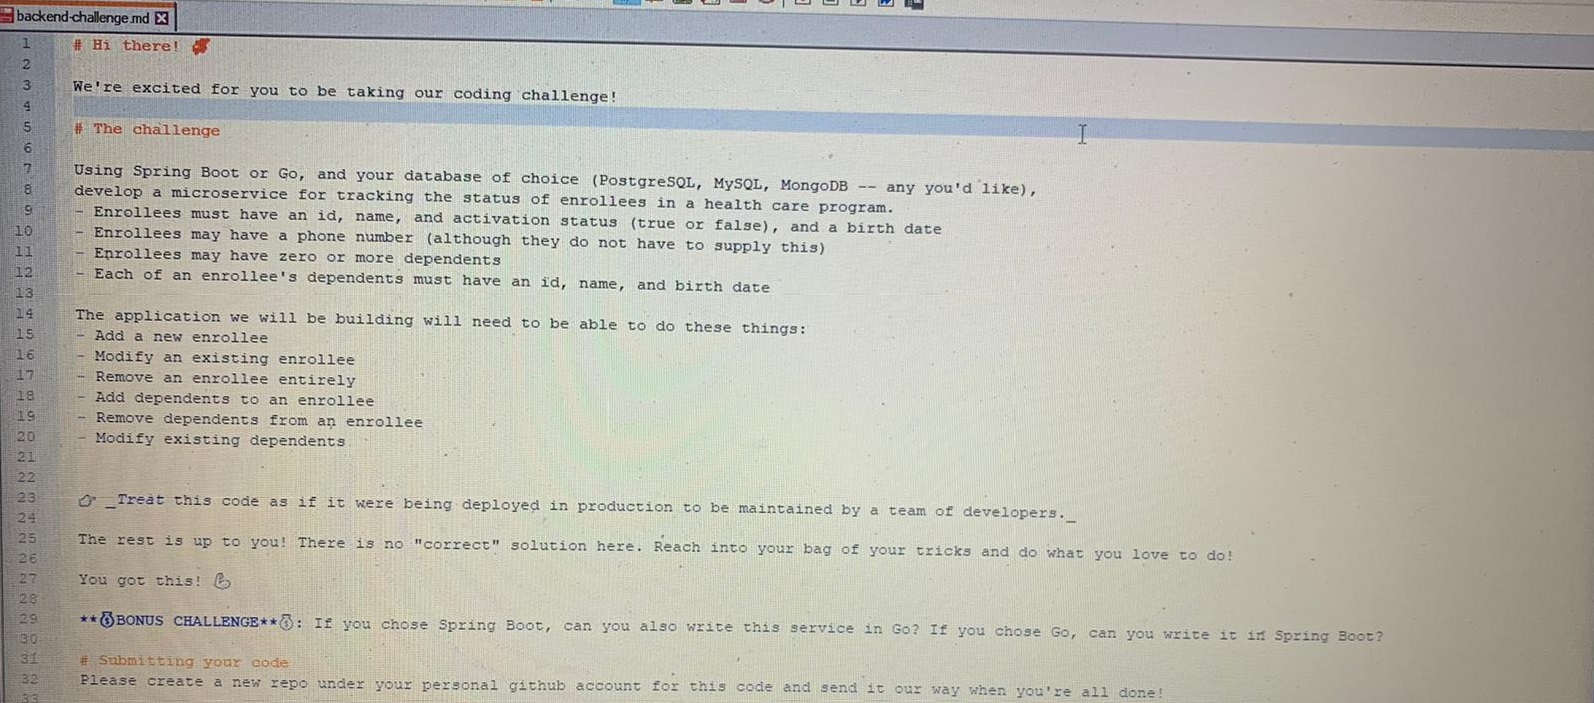 backend-challenge.md
1 # Hi there! 🎉
2
3 We're excited for you to be taking our coding challenge!
4
5 # The challenge
6
7 Using Spring Boot or Go, and your database of choice (PostgreSQL, MySQL, MongoDB -- any you'd like),
8 develop a microservice for tracking the status of enrollees in a health care program.
9 - Enrollees must have an id, name, and activation status (true or false), and a birth date
10 - Enrollees may have a phone number (although they do not have to supply this)
11 - Enrollees may have zero or more dependents
12 - Each of an enrollee's dependents must have an id, name, and birth date
13
14 The application we will be building will need to be able to do these things:
15 - Add a new enrollee
16 - Modify an existing enrollee
17 - Remove an enrollee entirely
18 - Add dependents to an enrollee
19 - Remove dependents from an enrollee
20 - Modify existing dependents
21
22
23 👉 _Treat this code as if it were being deployed in production to be maintained by a team of developers._
24
25 The rest is up to you! There is no "correct" solution here. Reach into your bag of your tricks and do what you love to do!
26
27 You got this! 💪
28
29 **💰BONUS CHALLENGE**💰: If you chose Spring Boot, can you also write this service in Go? If you chose Go, can you write it in Spring Boot?
30
31 # Submitting your code
32 Please create a new repo under your personal github account for this code and send it our way when you're all done!
33